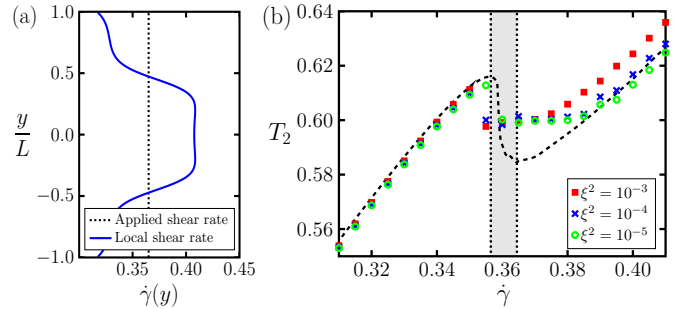 (a)
1.0
0.5
0.0
-0.5
-1.0
y/L
Applied shear rate
Local shear rate
0.35 0.40 0.45
γ̇(y)
(b)
0.64
0.62
0.60
0.58
0.56
T₂
ξ² = 10⁻³
ξ² = 10⁻⁴
ξ² = 10⁻⁵
0.32 0.34 0.36 0.38 0.40
γ̇